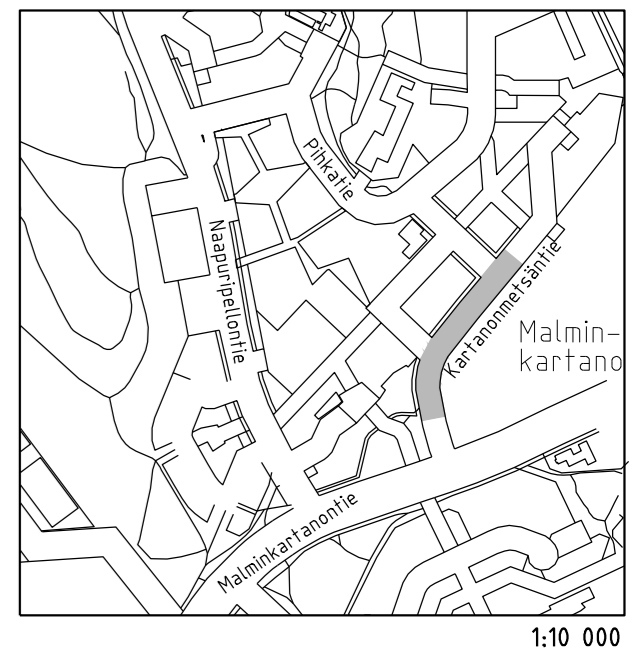 Pihkatie
Naapuripellontie
Kartanonmetsäntie
Malmin-
kartano
Malminkartanontie
1:10 000